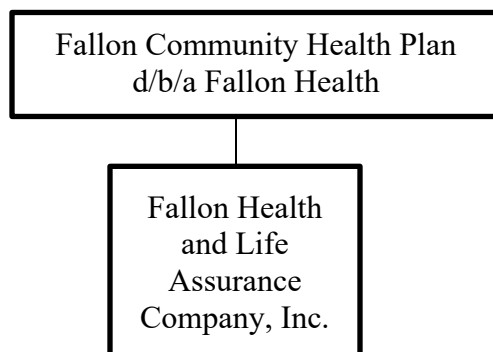 Fallon Community Health Plan
d/b/a Fallon Health
Fallon Health
and Life
Assurance
Company, Inc.